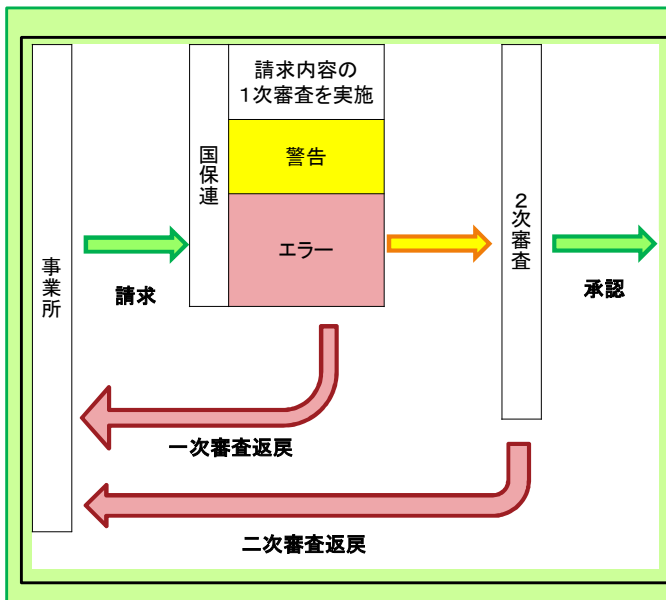 事業所
請求
国保連
請求内容の
1次審査を実施
警告
エラー
2次審査
承認
一次審査返戻
二次審査返戻